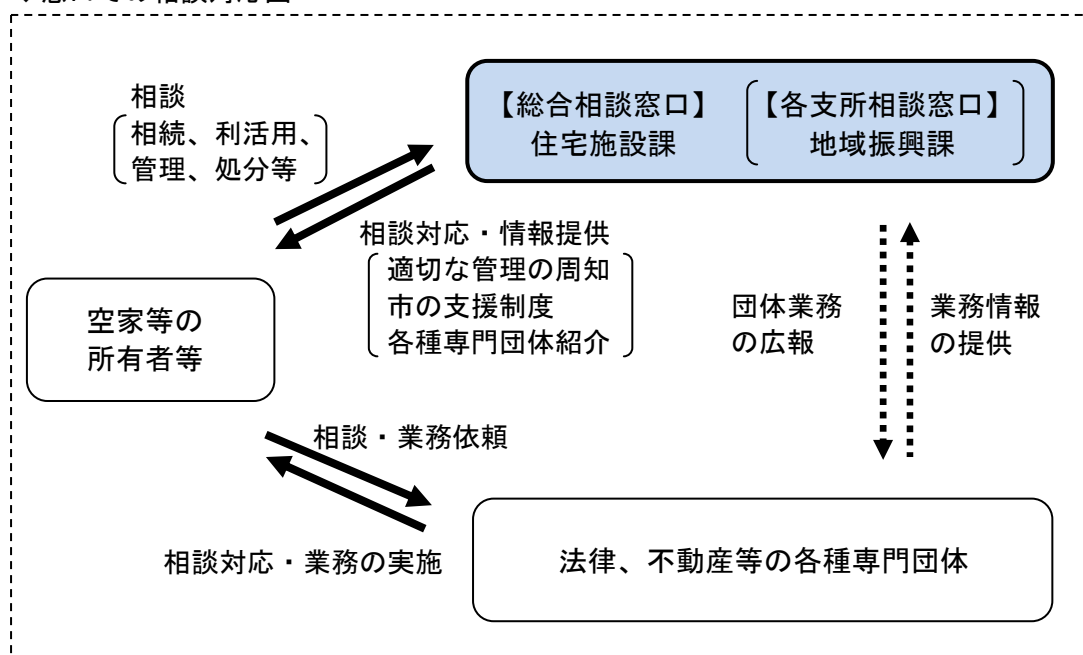 相談
相続、利活用、
管理、処分等
【総合相談窓口】
住宅施設課
【各支所相談窓口】
地域振興課
相談対応・情報提供
適切な管理の周知
市の支援制度
各種専門団体紹介
空家等の
所有者等
団体業務
の広報
業務情報
の提供
相談・業務依頼
相談対応・業務の実施
法律、不動産等の各種専門団体